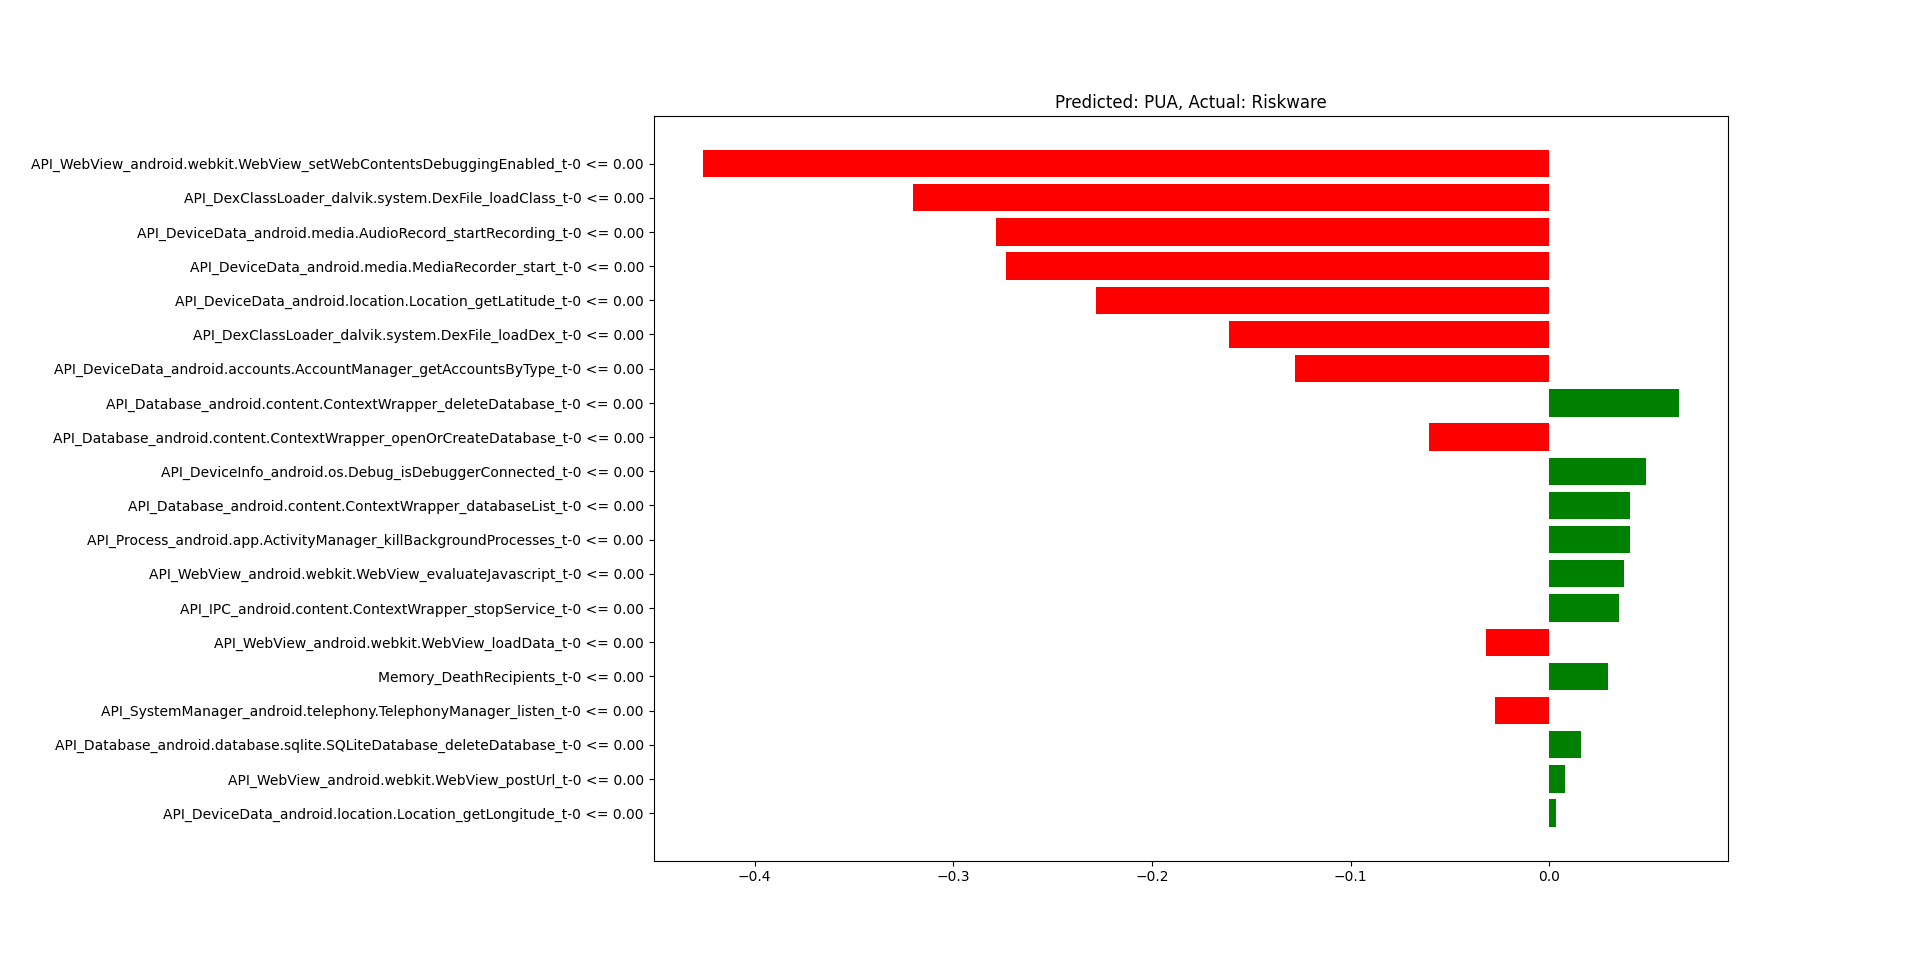 Predicted: PUA, Actual: Riskware
API_WebView_android.webkit.WebView_setWebContentsDebuggingEnabled_t-0 <= 0.00
API_DexClassLoader_dalvik.system.DexFile_loadClass_t-0 <= 0.00
API_DeviceData_android.media.AudioRecord_startRecording_t-0 <= 0.00
API_DeviceData_android.media.MediaRecorder_start_t-0 <= 0.00
API_DeviceData_android.location.Location_getLatitude_t-0 <= 0.00
API_DexClassLoader_dalvik.system.DexFile_loadDex_t-0 <= 0.00
API_DeviceData_android.accounts.AccountManager_getAccountsByType_t-0 <= 0.00
API_Database_android.content.ContextWrapper_deleteDatabase_t-0 <= 0.00
API_Database_android.content.ContextWrapper_openOrCreateDatabase_t-0 <= 0.00
API_DeviceInfo_android.os.Debug_isDebuggerConnected_t-0 <= 0.00
API_Database_android.content.ContextWrapper_databaseList_t-0 <= 0.00
API_Process_android.app.ActivityManager_killBackgroundProcesses_t-0 <= 0.00
API_WebView_android.webkit.WebView_evaluateJavascript_t-0 <= 0.00
API_IPC_android.content.ContextWrapper_stopService_t-0 <= 0.00
API_WebView_android.webkit.WebView_loadData_t-0 <= 0.00
Memory_DeathRecipients_t-0 <= 0.00
API_SystemManager_android.telephony.TelephonyManager_listen_t-0 <= 0.00
API_Database_android.database.sqlite.SQLiteDatabase_deleteDatabase_t-0 <= 0.00
API_WebView_android.webkit.WebView_postUrl_t-0 <= 0.00
API_DeviceData_android.location.Location_getLongitude_t-0 <= 0.00
−0.4 −0.3 −0.2 −0.1 0.0